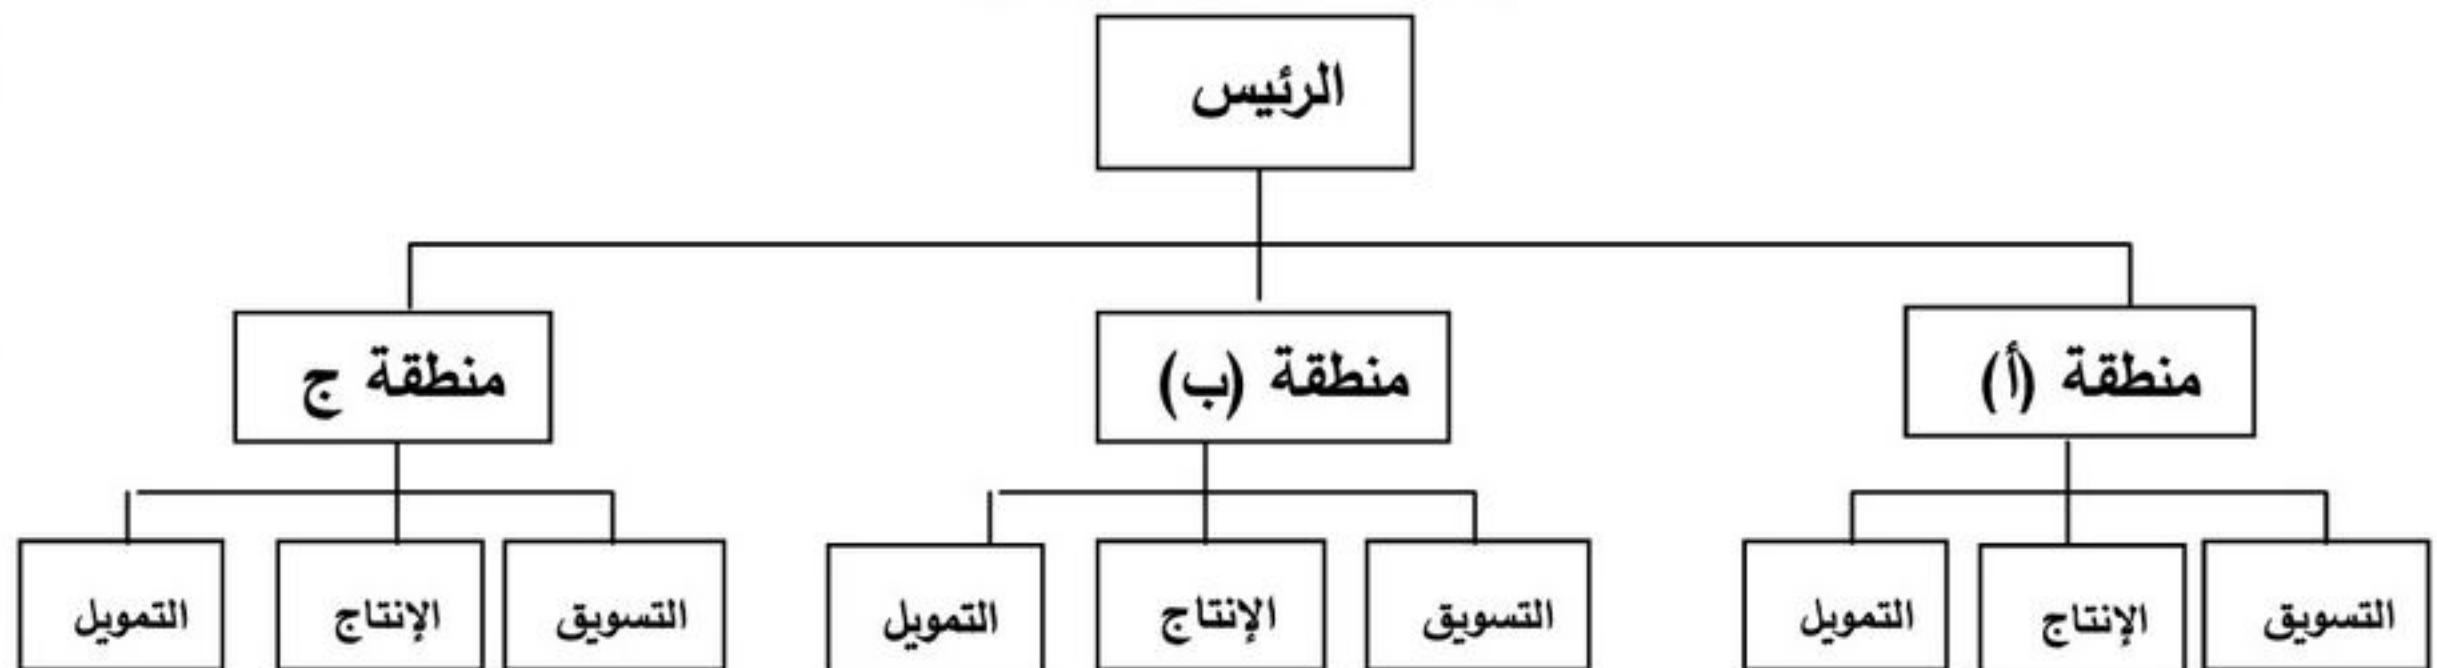 الرئيس
منطقة (أ)
منطقة (ب)
منطقة ج
التسويق
الإنتاج
التمويل
التسويق
الإنتاج
التمويل
التسويق
الإنتاج
التمويل